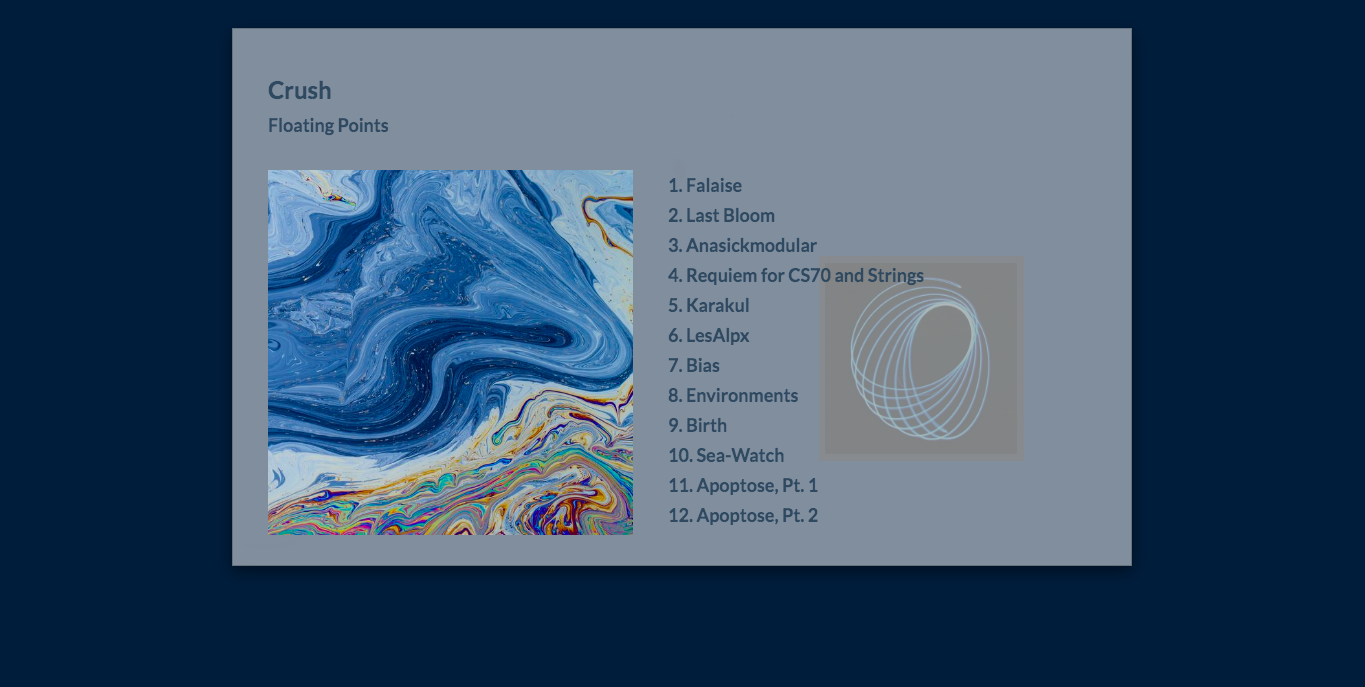 Crush
Floating Points
1. Falaise
2. Last Bloom
3. Anasickmodular
4. Requiem for CS70 and Strings
5. Karakul
6. LesAlpx
7. Bias
8. Environments
9. Birth
10. Sea-Watch
11. Apoptose, Pt. 1
12. Apoptose, Pt. 2